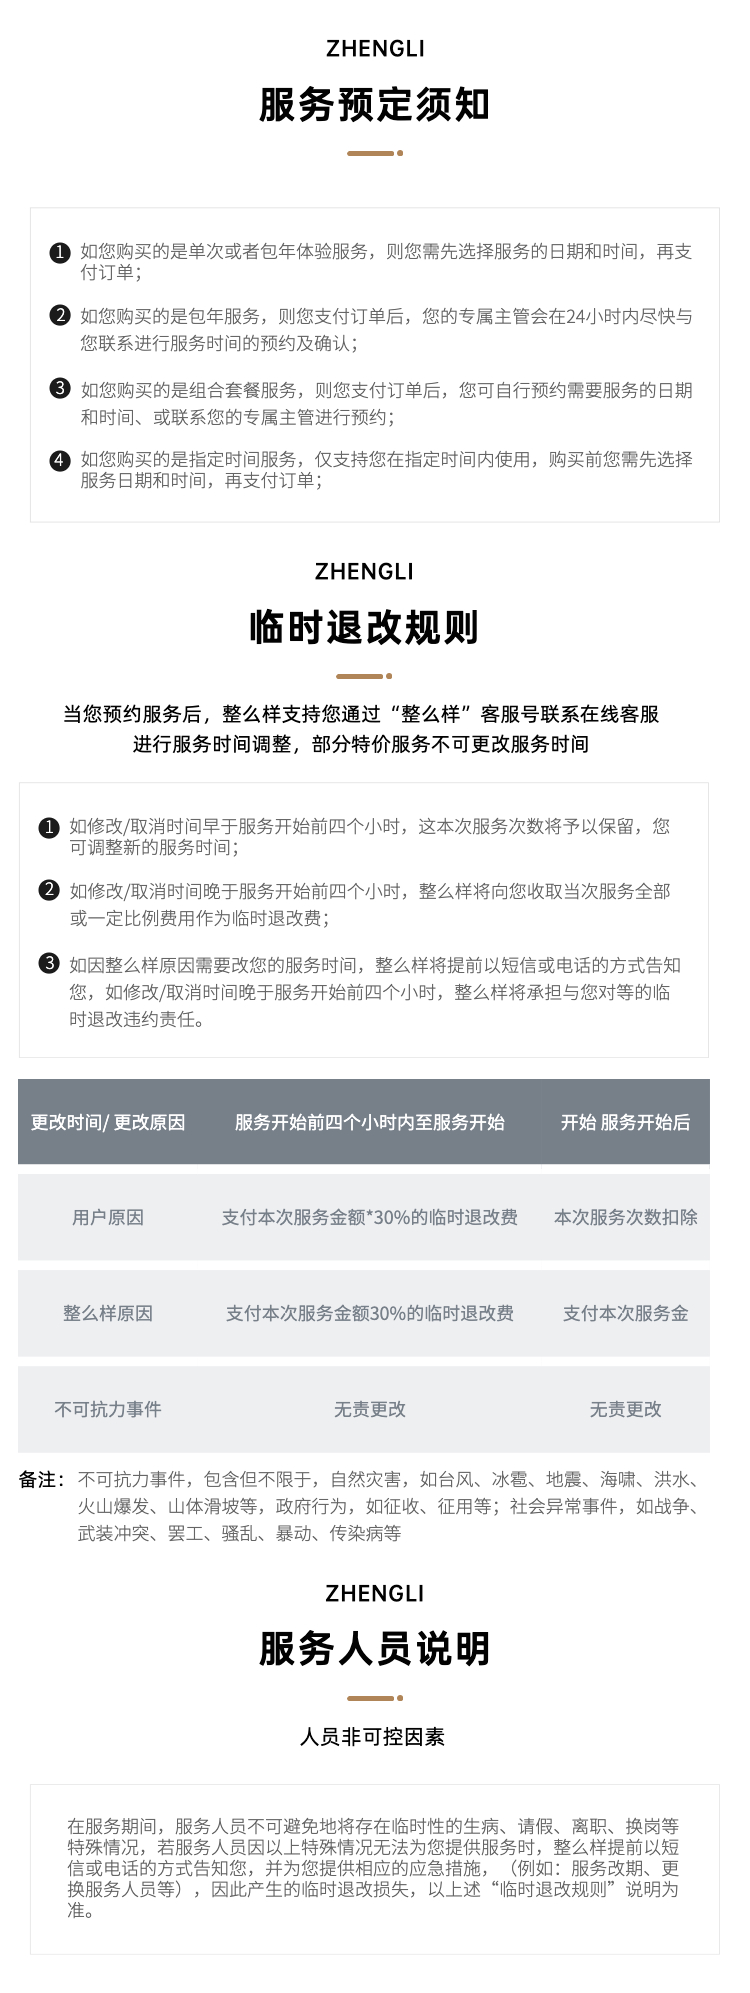 ZHENGLI
服务预定须知
1 如您购买的是单次或者包年体验服务，则您需先选择服务的日期和时间，再支
付订单；
2 如您购买的是包年服务，则您支付订单后，您的专属主管会在24小时内尽快与
您联系进行服务时间的预约及确认；
3 如您购买的是组合套餐服务，则您支付订单后，您可自行预约需要服务的日期
和时间、或联系您的专属主管进行预约；
4 如您购买的是指定时间服务，仅支持您在指定时间内使用，购买前您需先选择
服务日期和时间，再支付订单；
ZHENGLI
临时退改规则
当您预约服务后，整么样支持您通过“整么样”客服号联系在线客服
进行服务时间调整，部分特价服务不可更改服务时间
1 如修改/取消时间早于服务开始前四个小时，这本次服务次数将予以保留，您
可调整新的服务时间；
2 如修改/取消时间晚于服务开始前四个小时，整么样将向您收取当次服务全部
或一定比例费用作为临时退改费；
3 如因整么样原因需要改您的服务时间，整么样将提前以短信或电话的方式告知
您，如修改/取消时间晚于服务开始前四个小时，整么样将承担与您对等的临
时退改违约责任。
更改时间/ 更改原因 服务开始前四个小时内至服务开始 开始 服务开始后
用户原因 支付本次服务金额*30%的临时退改费 本次服务次数扣除
整么样原因 支付本次服务金额30%的临时退改费 支付本次服务金
不可抗力事件 无责更改 无责更改
备注： 不可抗力事件，包含但不限于，自然灾害，如台风、冰雹、地震、海啸、洪水、
火山爆发、山体滑坡等，政府行为，如征收、征用等；社会异常事件，如战争、
武装冲突、罢工、骚乱、暴动、传染病等
ZHENGLI
服务人员说明
人员非可控因素
在服务期间，服务人员不可避免地将存在临时性的生病、请假、离职、换岗等
特殊情况，若服务人员因以上特殊情况无法为您提供服务时，整么样提前以短
信或电话的方式告知您，并为您提供相应的应急措施，（例如：服务改期、更
换服务人员等），因此产生的临时退改损失，以上述“临时退改规则”说明为
准。